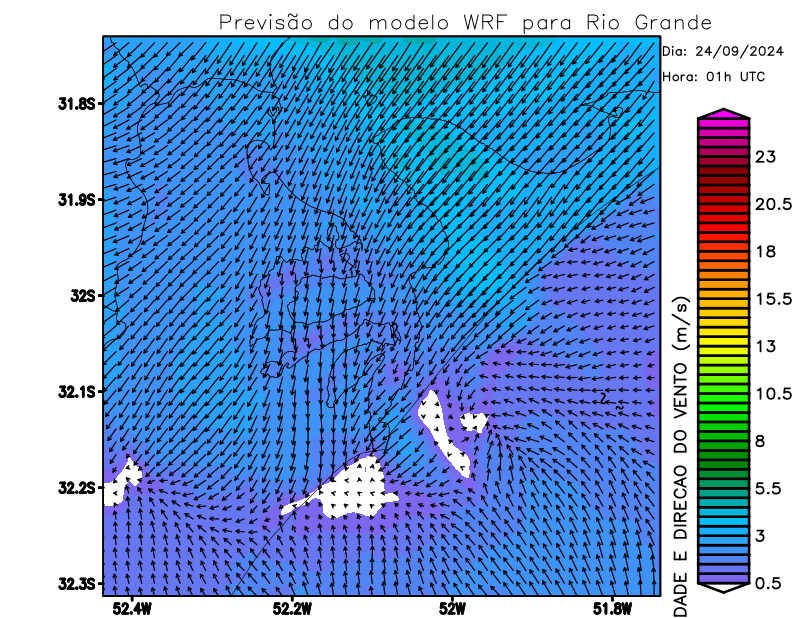 Previsão do modelo WRF para Rio Grande
Dia: 24/09/2024
Hora: 01h UTC
31.8S
31.9S
32S
32.1S
32.2S
32.3S
52.4W
52.2W
52W
51.8W
23
20.5
18
15.5
13
10.5
8
5.5
3
0.5
DADE E DIRECAO DO VENTO (m/s)